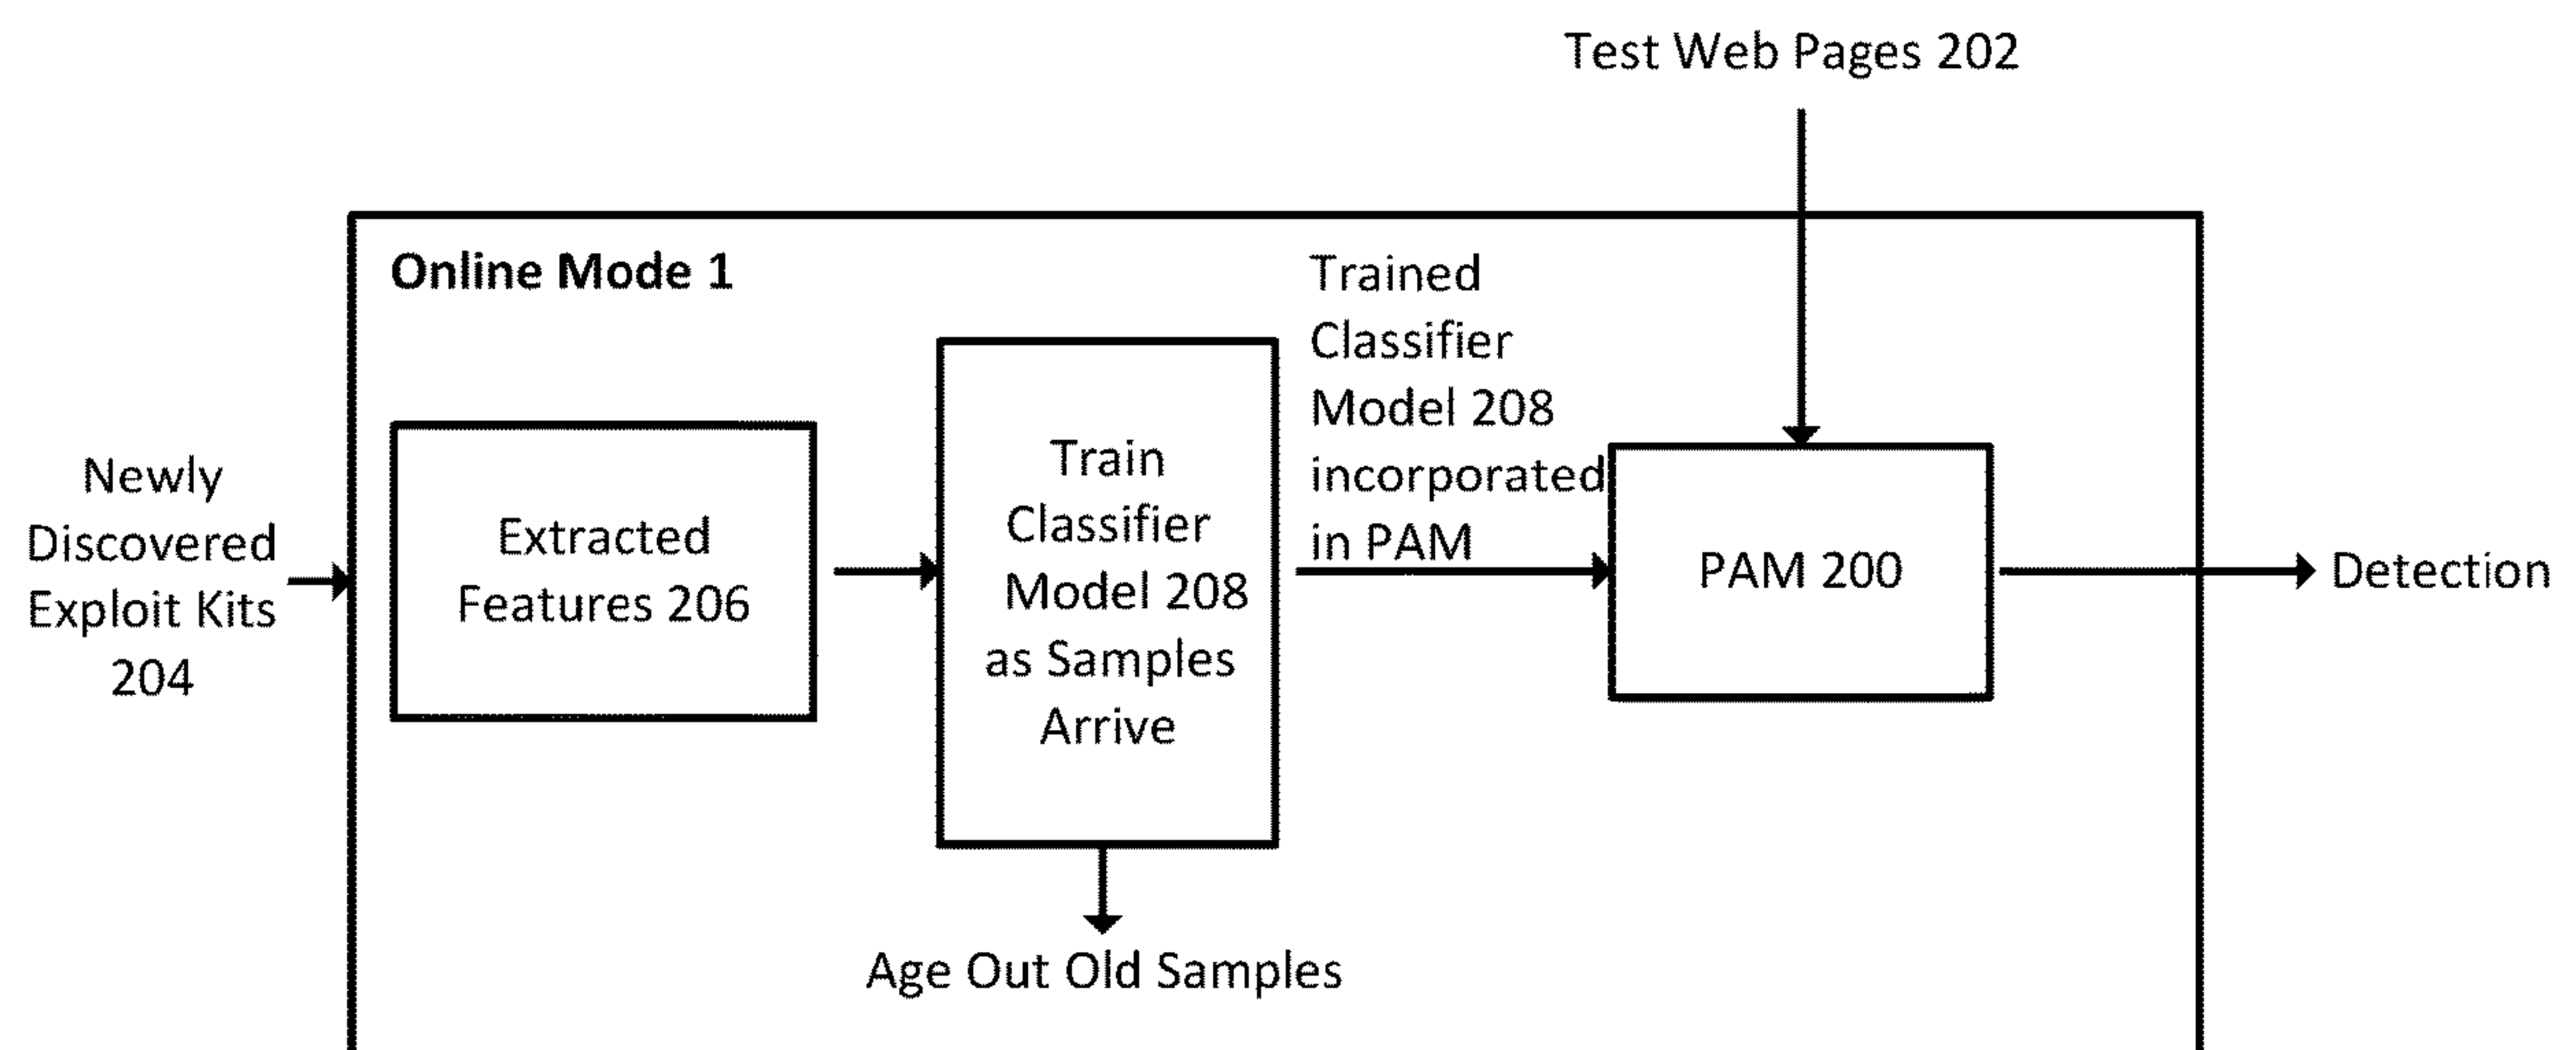 Test Web Pages 202
Online Mode 1
Newly
Discovered
Exploit Kits
204
Extracted
Features 206
Train
Classifier
Model 208
as Samples
Arrive
Trained
Classifier
Model 208
incorporated
in PAM
PAM 200
Detection
Age Out Old Samples